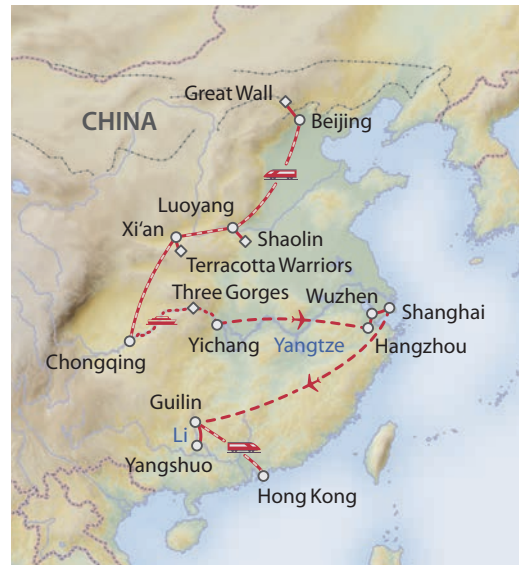 Great Wall
Beijing
CHINA
Luoyang
Xi‘an
Shaolin
Terracotta Warriors
Three Gorges
Wuzhen
Shanghai
Yichang
Yangtze
Hangzhou
Chongqing
Guilin
Li
Yangshuo
Hong Kong